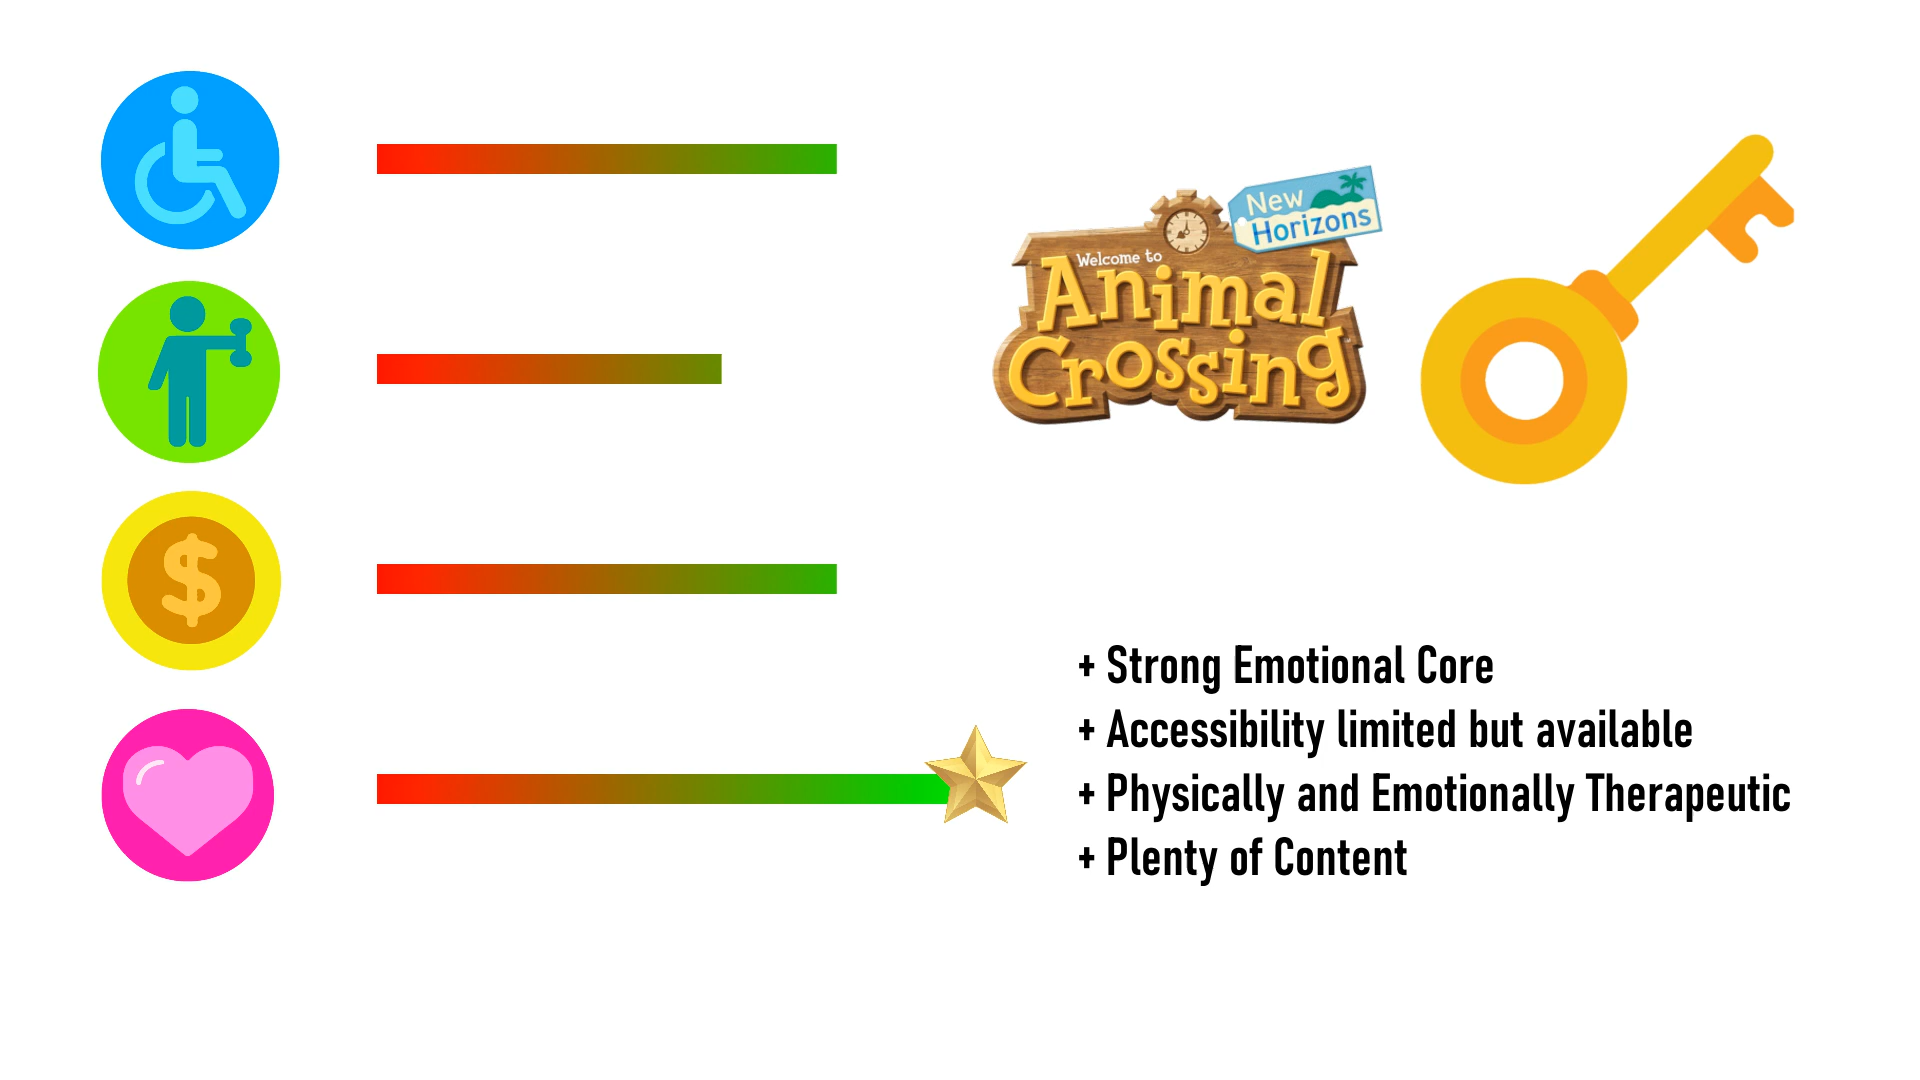 New
Horizons
Welcome to
Animal
Crossing
$
+ Strong Emotional Core
+ Accessibility limited but available
+ Physically and Emotionally Therapeutic
+ Plenty of Content